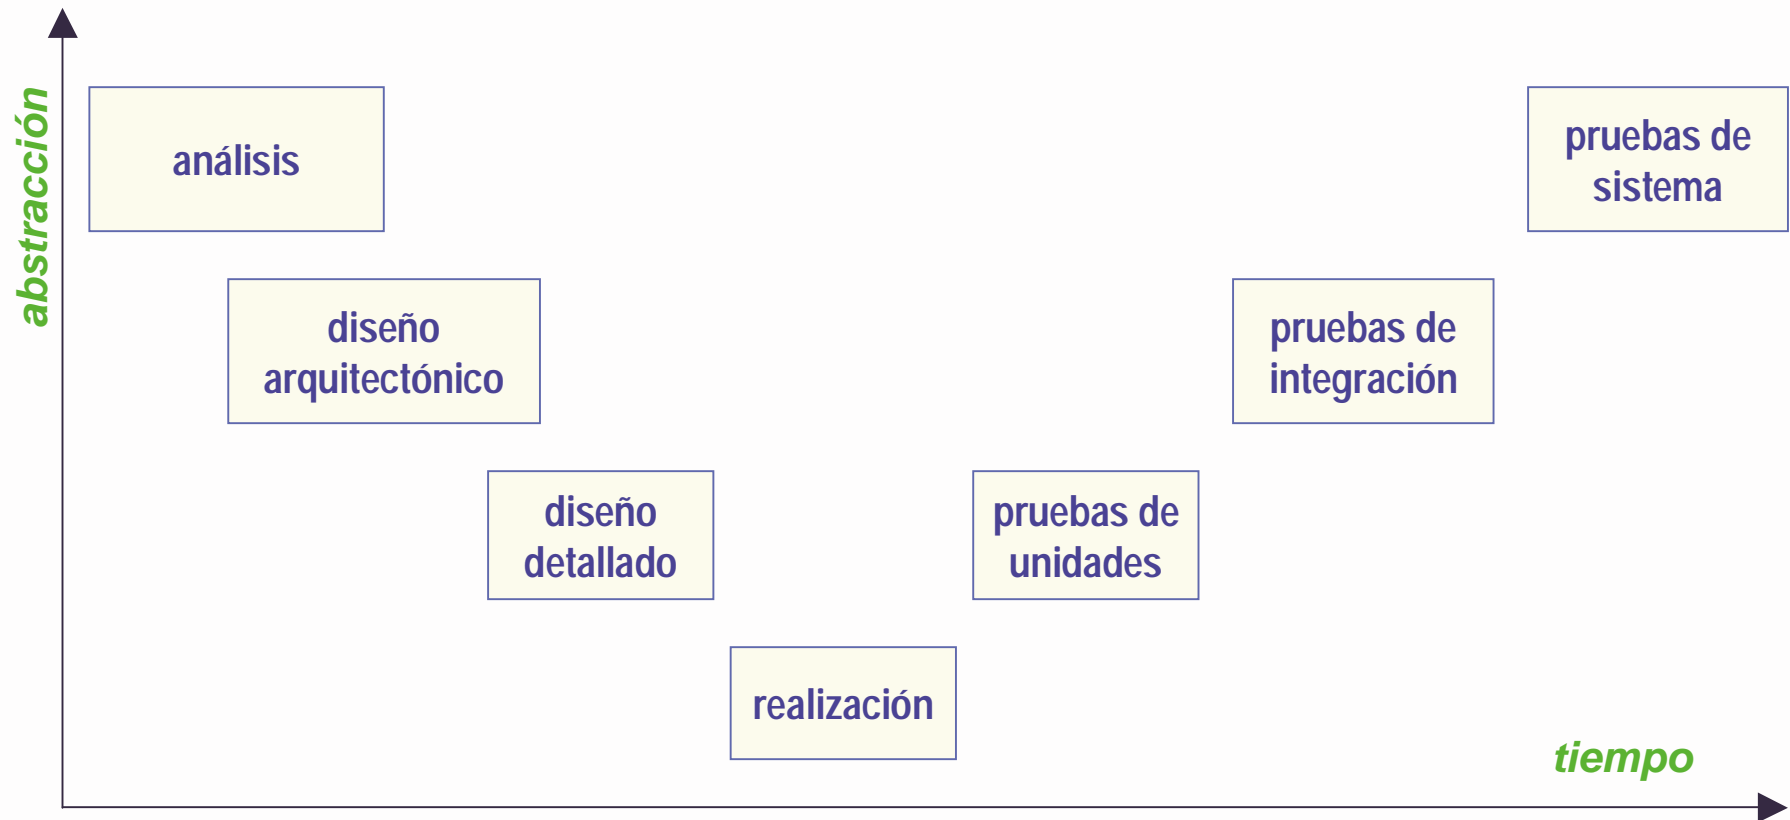 abstracción
análisis
pruebas de
sistema
diseño
arquitectónico
pruebas de
integración
diseño
detallado
pruebas de
unidades
realización
tiempo